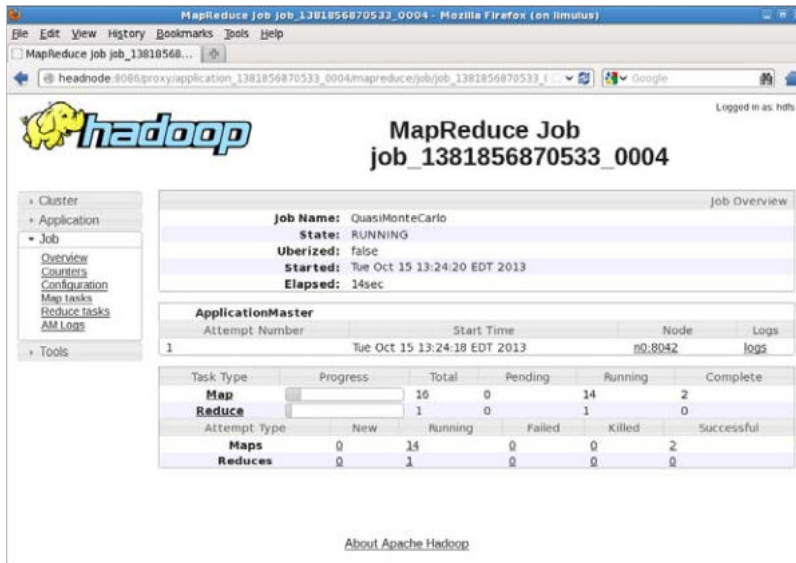 MapReduce Job job_1381856870533_0004 - Mozilla Firefox (on limulus)
File Edit View History Bookmarks Tools Help
MapReduce Job job_13818568...
headnode:8086/proxy/application_1381856870533_0004/mapreduce/job/job_1381856870533_ Google
Logged in as: hdfs
hadoop
MapReduce Job
job_1381856870533_0004
Cluster
Application
Job
Overview
Counters
Configuration
Map tasks
Reduce tasks
AM Logs
Tools
Job Overview
Job Name: QuasiMonteCarlo
State: RUNNING
Uberized: false
Started: Tue Oct 15 13:24:20 EDT 2013
Elapsed: 14sec
ApplicationMaster
Attempt Number Start Time Node Logs
1 Tue Oct 15 13:24:18 EDT 2013 n0:8042 logs
Task Type Progress Total Pending Running Complete
Map 16 0 14 2
Reduce 1 0 1 0
Attempt Type New Running Failed Killed Successful
Maps 0 14 0 0 2
Reduces 0 1 0 0 0
About Apache Hadoop